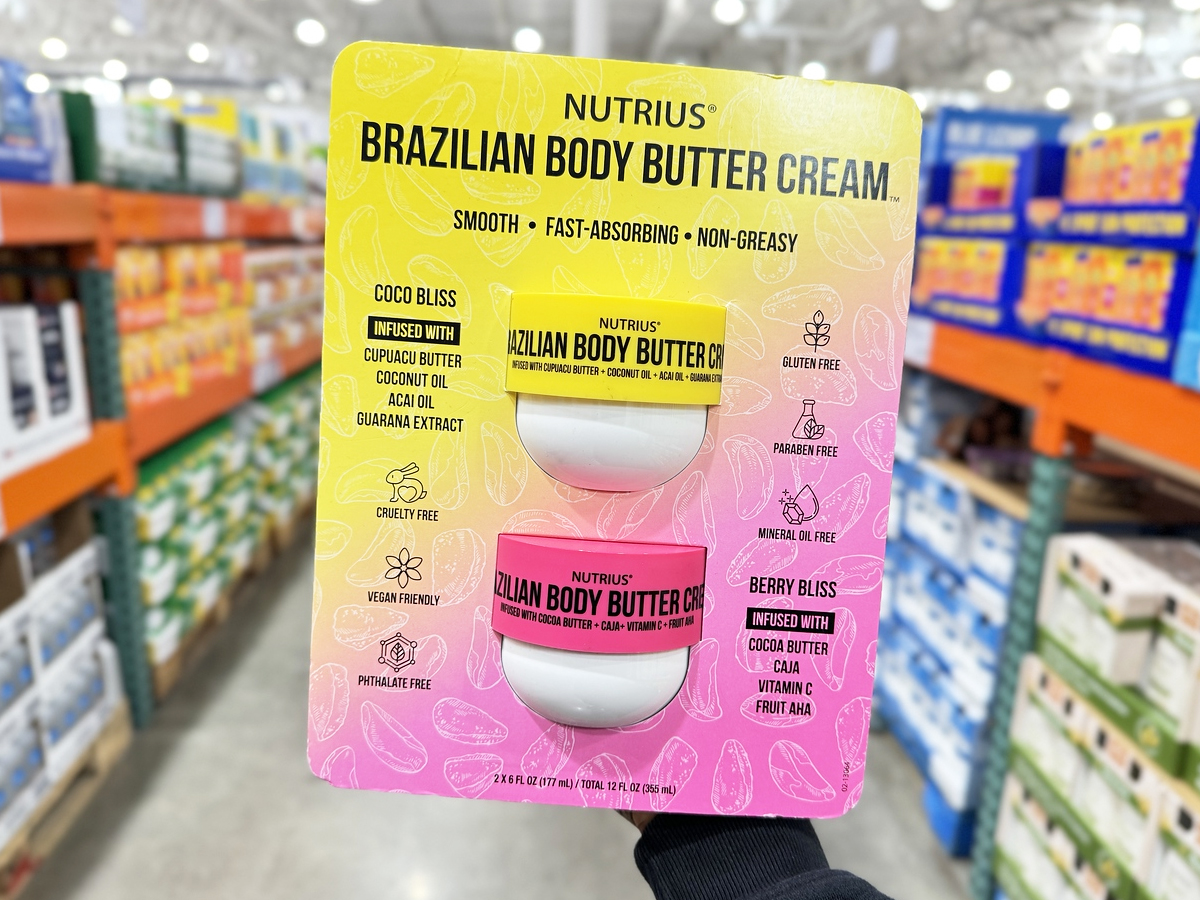 NUTRIUS®
BRAZILIAN BODY BUTTER CREAM™
SMOOTH • FAST-ABSORBING • NON-GREASY
COCO BLISS
INFUSED WITH
CUPUACU BUTTER
COCONUT OIL
ACAI OIL
GUARANA EXTRACT
CRUELTY FREE
VEGAN FRIENDLY
PHTHALATE FREE
NUTRIUS®
AZILIAN BODY BUTTER CR
INFUSED WITH CUPUACU BUTTER + COCONUT OIL + ACAI OIL + GUARANA
NUTRIUS®
ZILIAN BODY BUTTER CRE
INFUSED WITH COCOA BUTTER + CAJA+ VITAMIN C + FRUIT AHA
GLUTEN FREE
PARABEN FREE
MINERAL OIL FREE
BERRY BLISS
INFUSED WITH
COCOA BUTTER
CAJA
VITAMIN C
FRUIT AHA
2 X 6 FL OZ (177 mL) / TOTAL 12 FL OZ (355 mL)
BLUE LIZARD